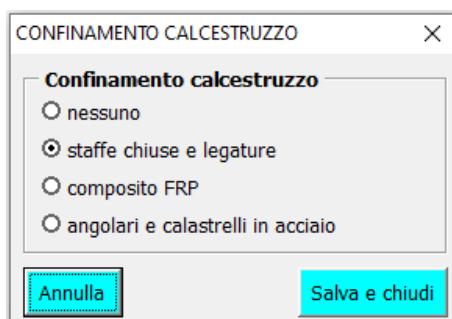 CONFINAMENTO CALCESTRUZZO
Confinamento calcestruzzo
nessuno
staffe chiuse e legature
composito FRP
angolari e calastrelli in acciaio
Annulla Salva e chiudi